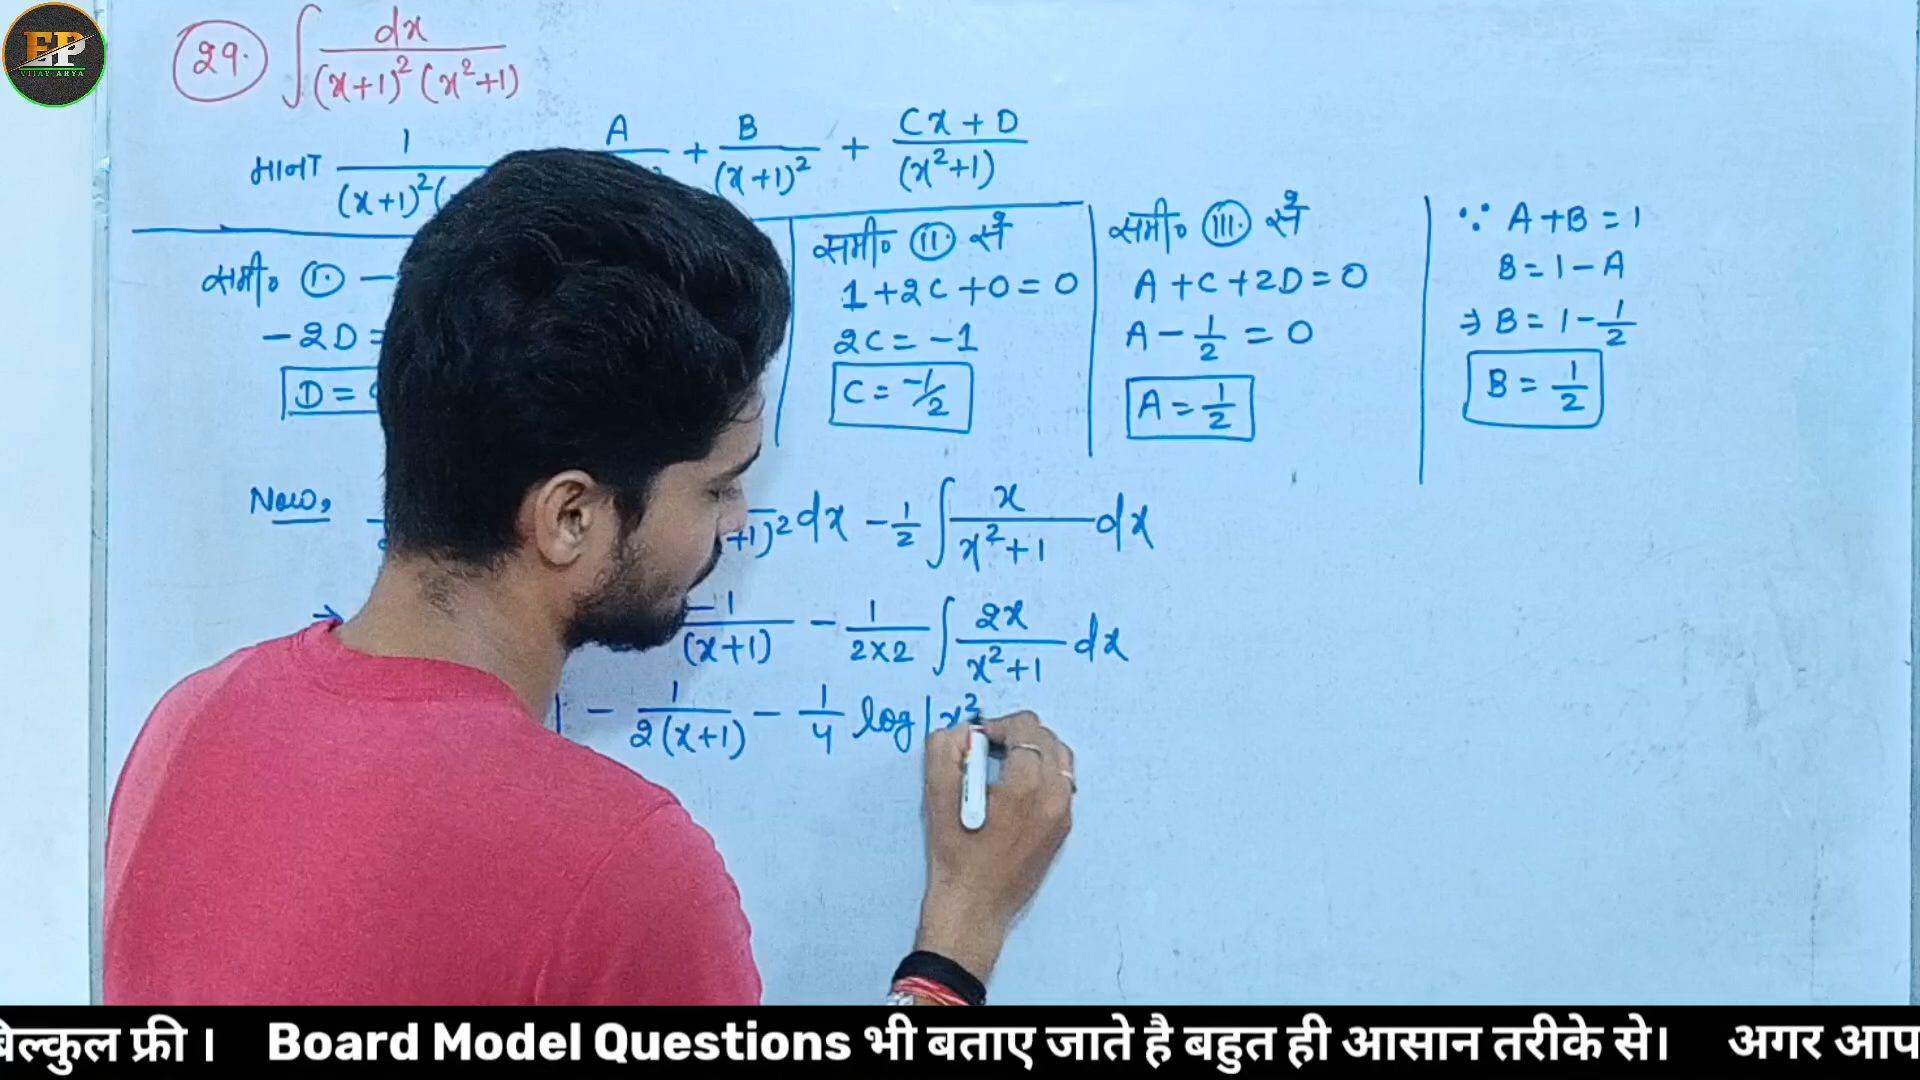 EP
VIJAY ARYA
29. ∫ dx / (x+1)² (x²+1)
माना 1 / (x+1)²( A + B / (x+1)² + Cx + D / (x²+1)
समी० I. –
– 2D =
D =
समी० II. से
1 + 2C + 0 = 0
2C = –1
C = –1/2
समी० III. से
A + C + 2D = 0
A – 1/2 = 0
A = 1/2
∵ A + B = 1
B = 1 – A
⇒ B = 1 – 1/2
B = 1/2
Now, +1)² dx – 1/2 ∫ x / x²+1 dx
→ –1 / (x+1) – 1 / 2×2 ∫ 2x / x²+1 dx
| – 1 / 2(x+1) – 1/4 log|x²
बिल्कुल फ्री । Board Model Questions भी बताए जाते है बहुत ही आसान तरीके से। अगर आप